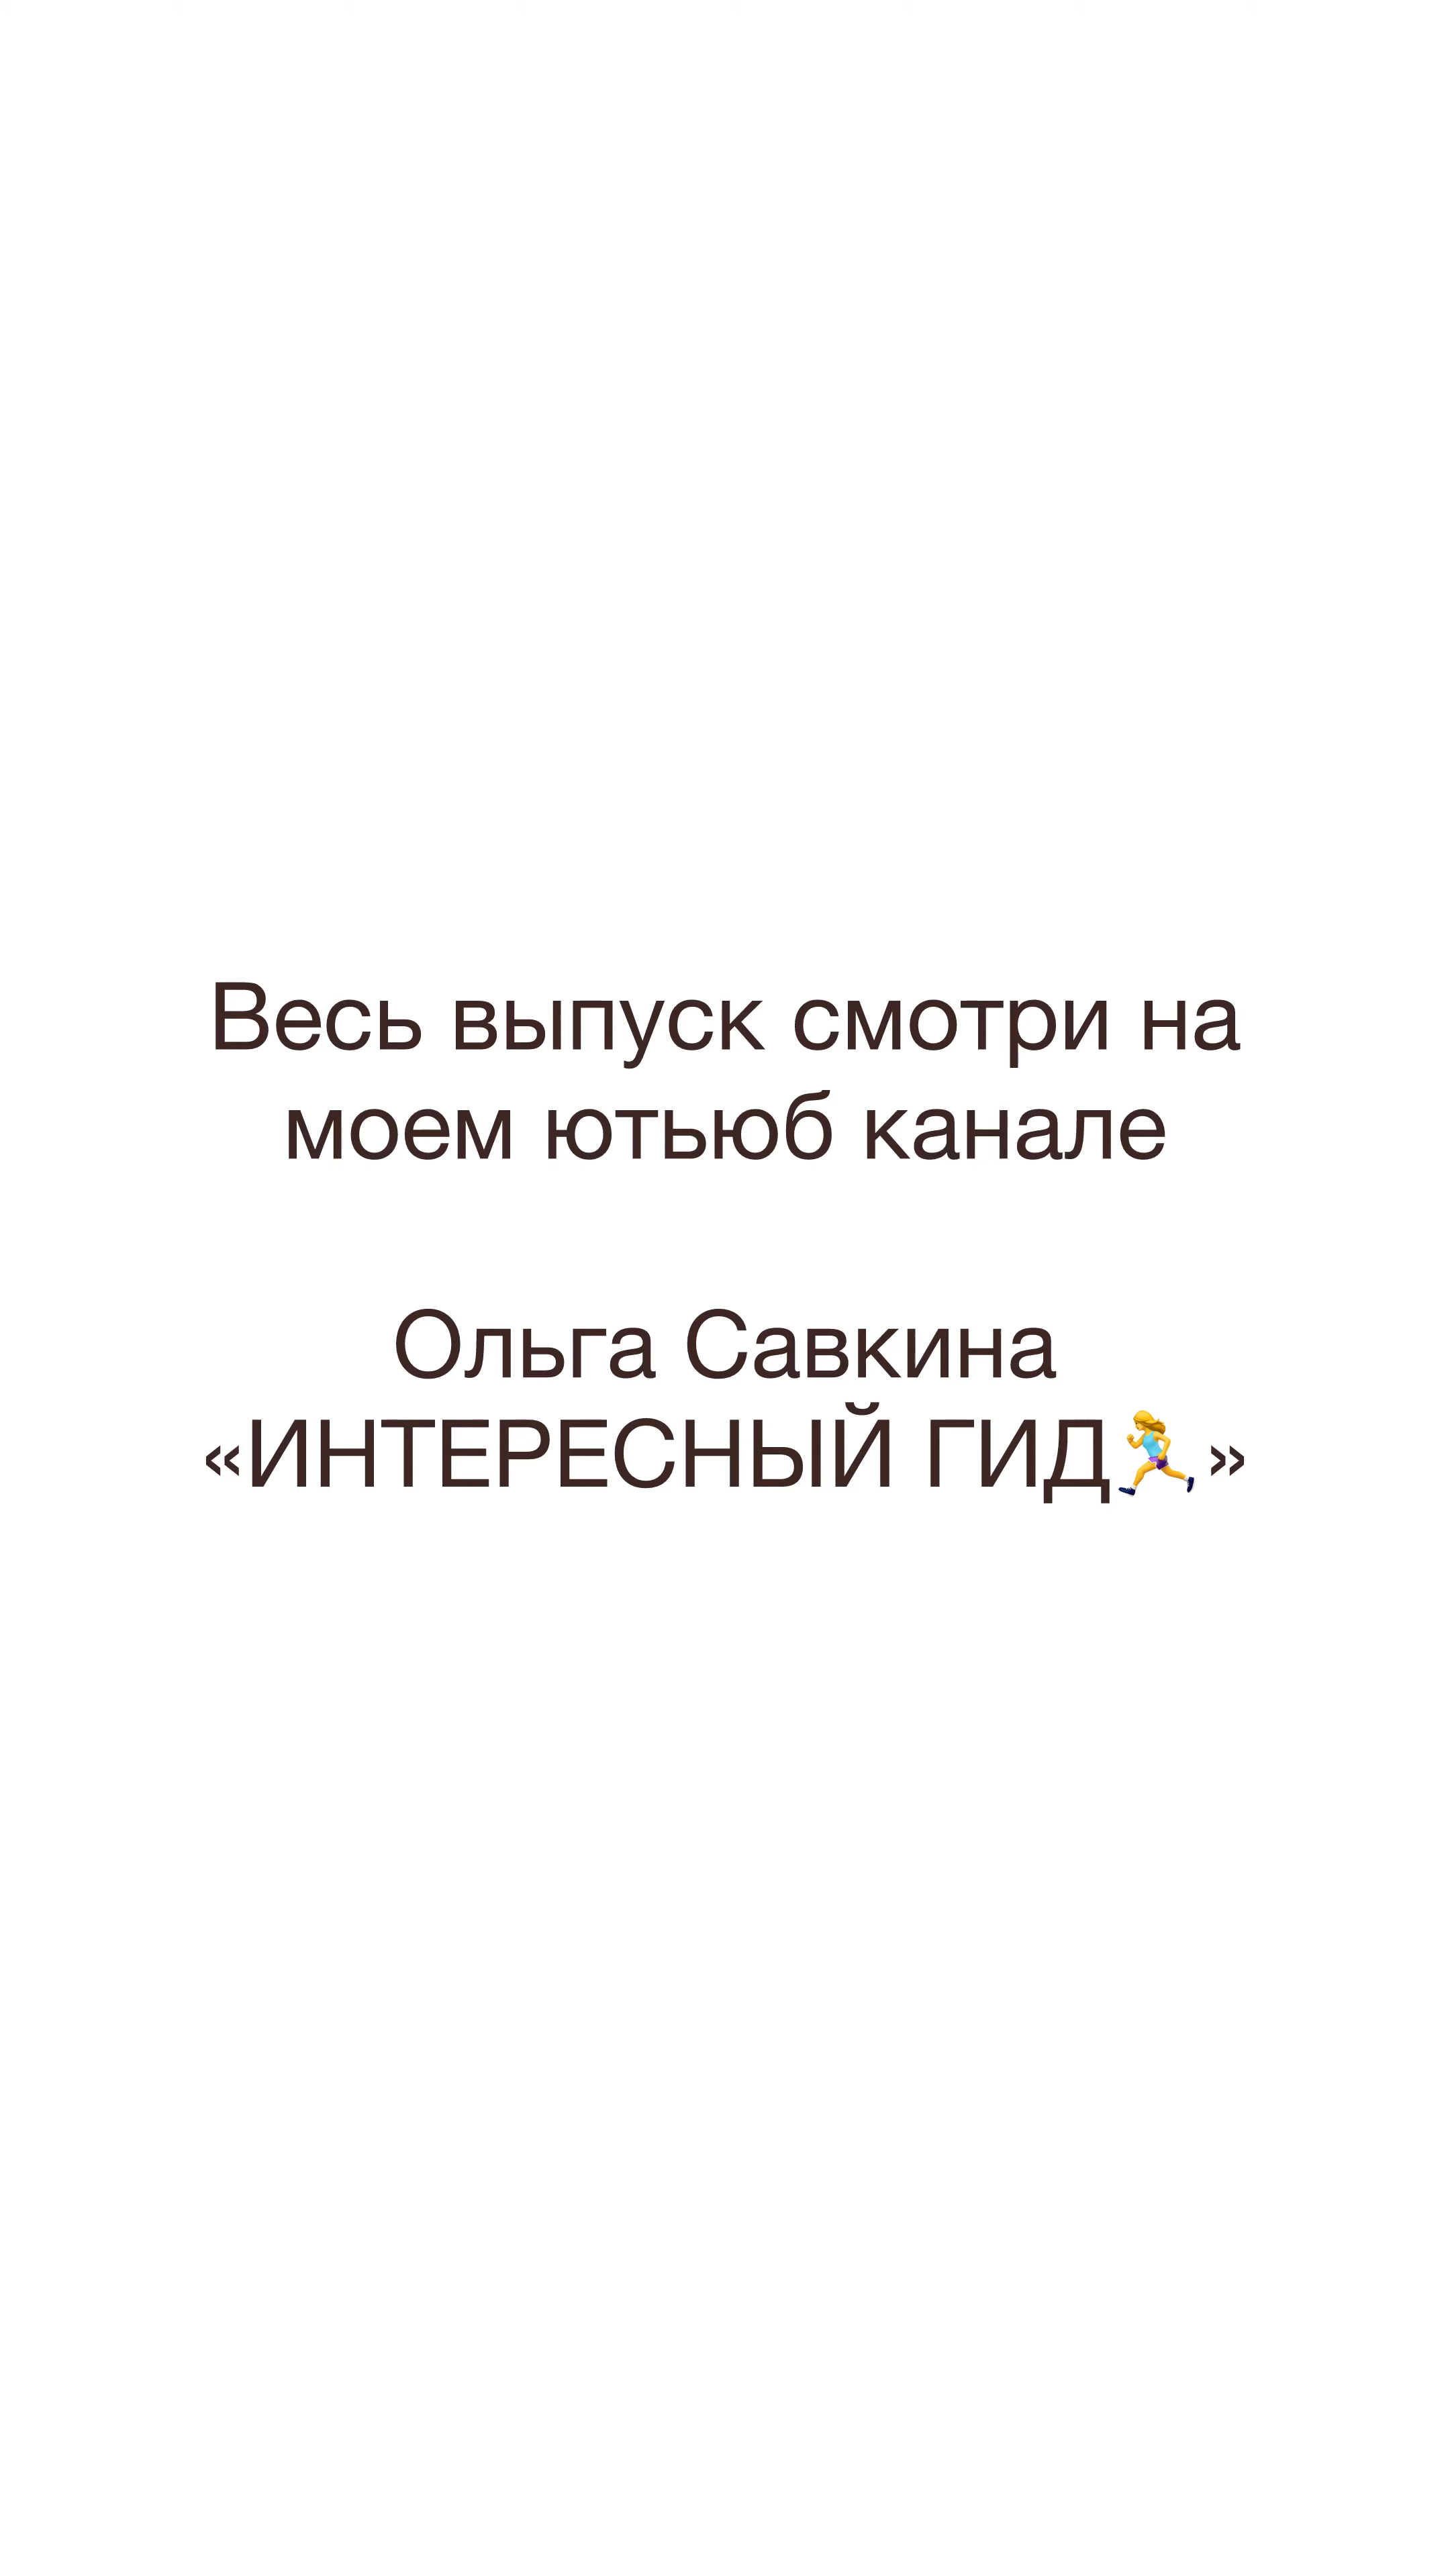 Весь выпуск смотри на
моем ютьюб канале
Ольга Савкина
«ИНТЕРЕСНЫЙ ГИД🏃‍♀️»